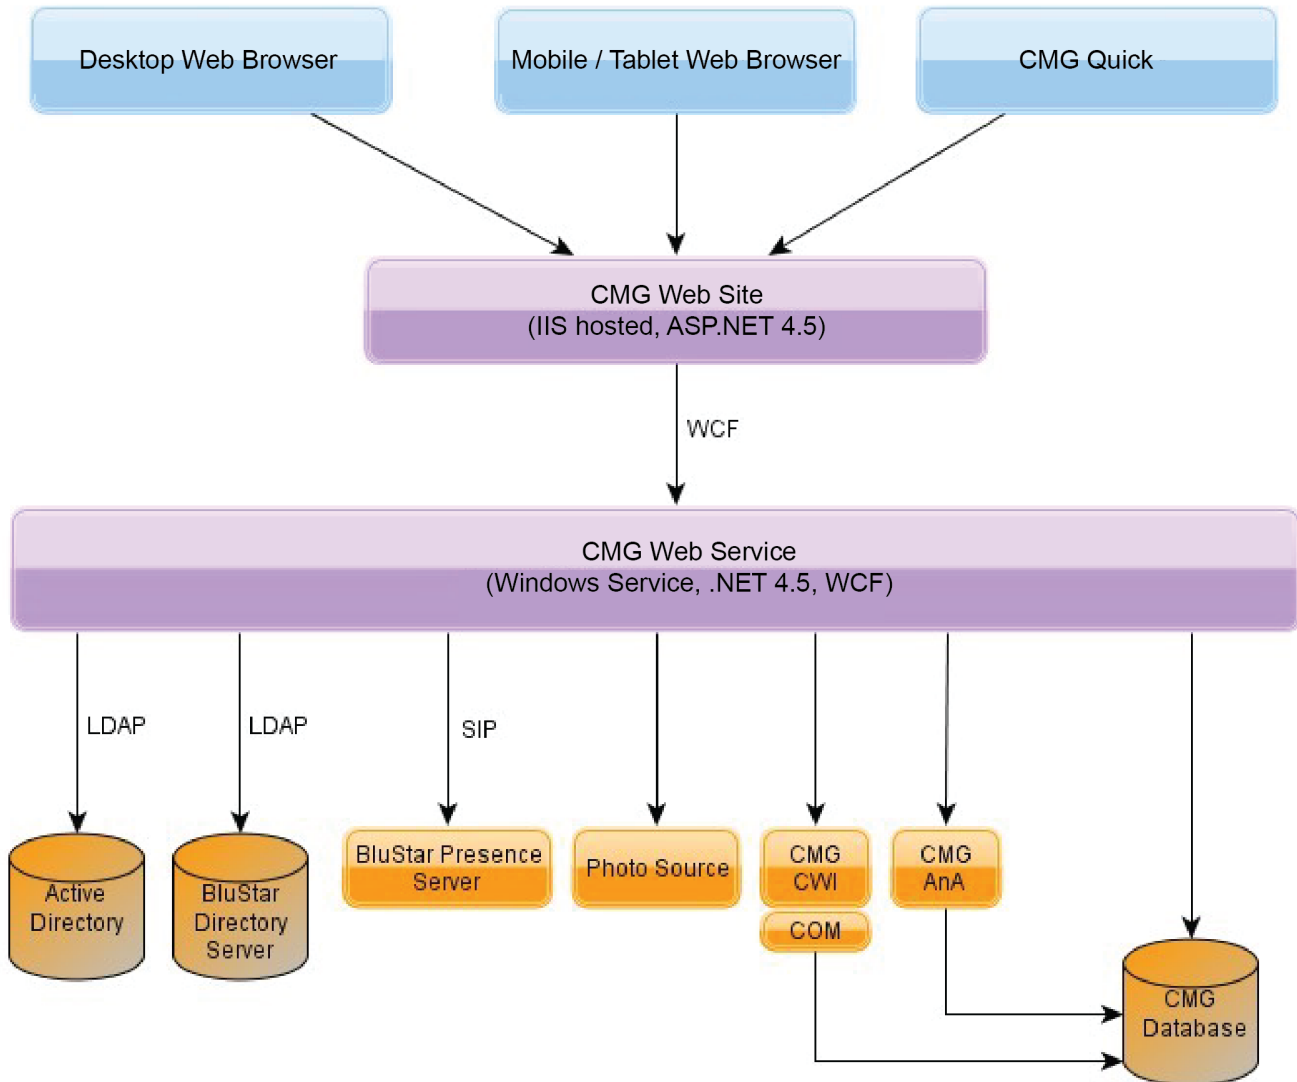 Desktop Web Browser
Mobile / Tablet Web Browser
CMG Quick
CMG Web Site
(IIS hosted, ASP.NET 4.5)
WCF
CMG Web Service
(Windows Service, .NET 4.5, WCF)
LDAP
LDAP
SIP
Active
Directory
BluStar
Directory
Server
BluStar Presence
Server
Photo Source
CMG
CWI
COM
CMG
AnA
CMG
Database